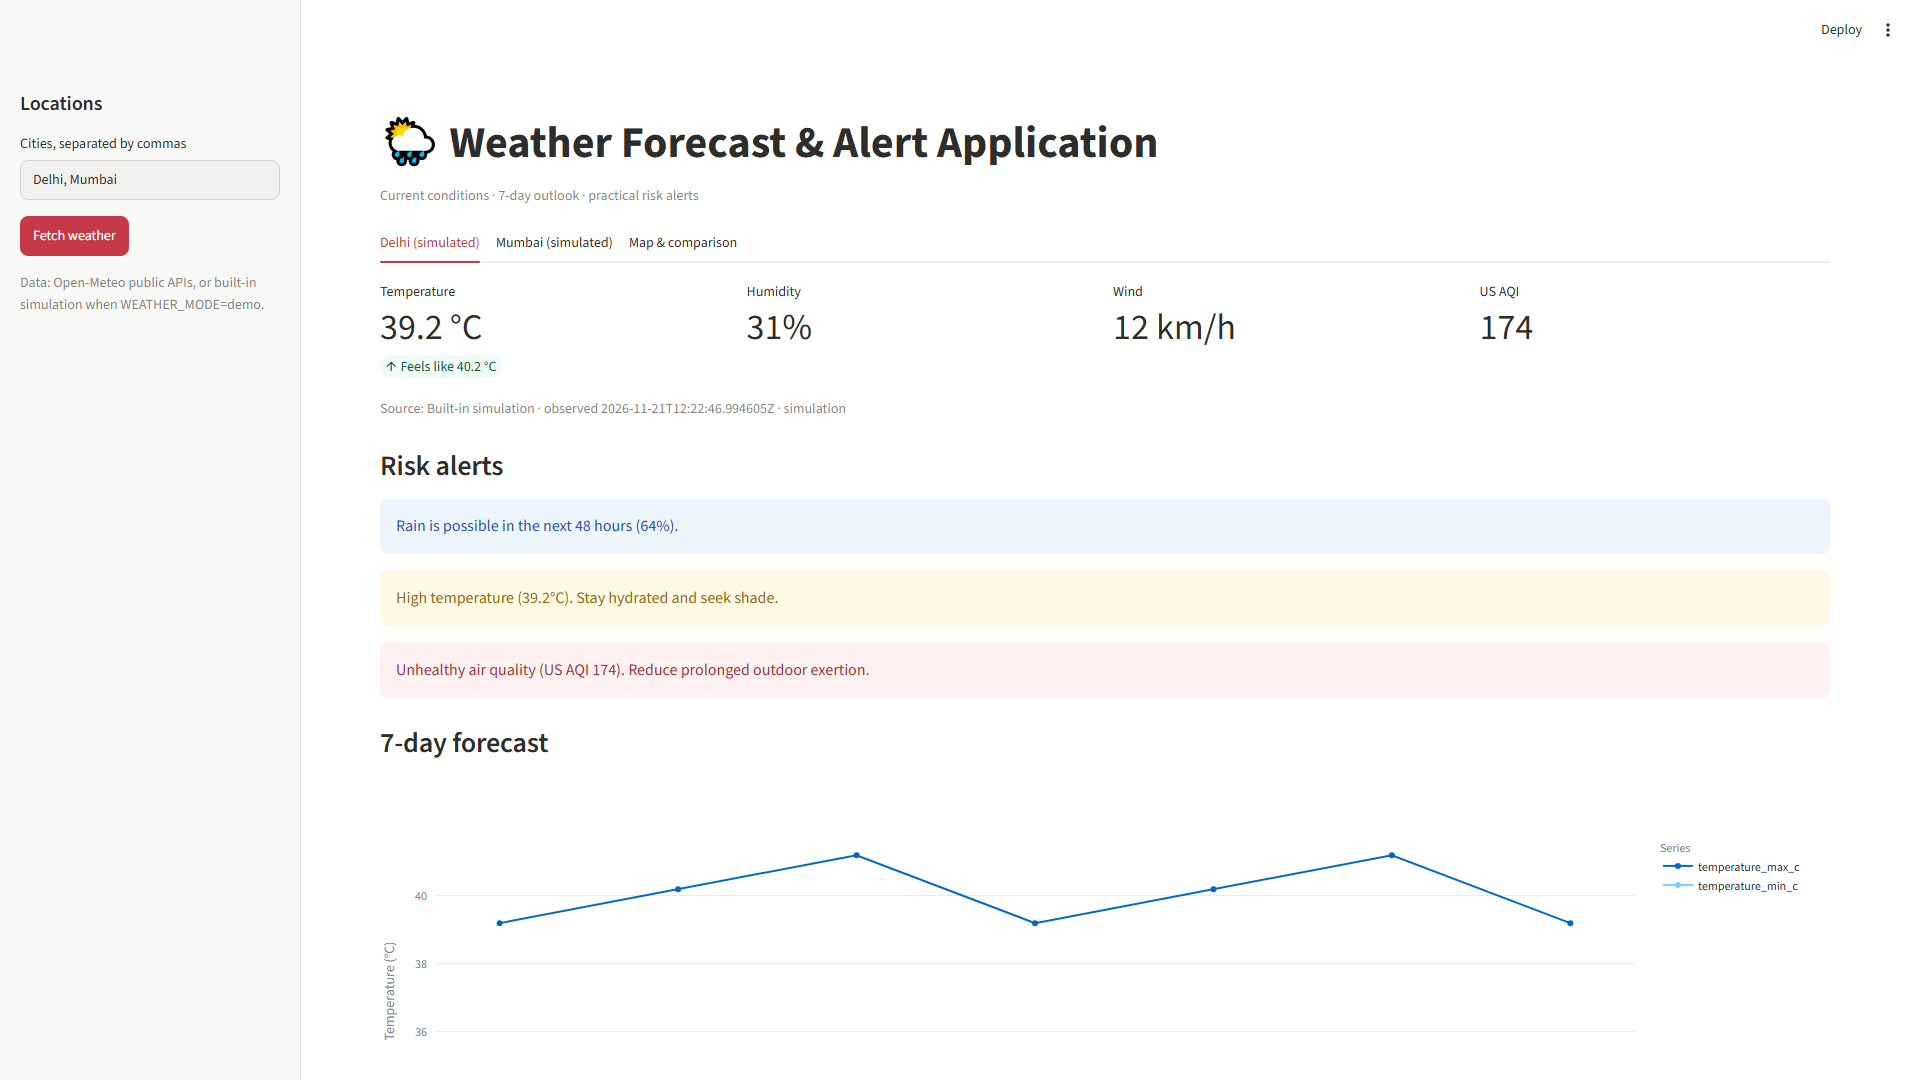 Deploy
Locations
Cities, separated by commas
Delhi, Mumbai
Fetch weather
Data: Open-Meteo public APIs, or built-in
simulation when WEATHER_MODE=demo.
Weather Forecast & Alert Application
Current conditions · 7-day outlook · practical risk alerts
Delhi (simulated) Mumbai (simulated) Map & comparison
Temperature Humidity Wind US AQI
39.2 °C 31% 12 km/h 174
↑ Feels like 40.2 °C
Source: Built-in simulation · observed 2026-11-21T12:22:46.994605Z · simulation
Risk alerts
Rain is possible in the next 48 hours (64%).
High temperature (39.2°C). Stay hydrated and seek shade.
Unhealthy air quality (US AQI 174). Reduce prolonged outdoor exertion.
7-day forecast
Series
temperature_max_c
temperature_min_c
40
38
36
Temperature (°C)